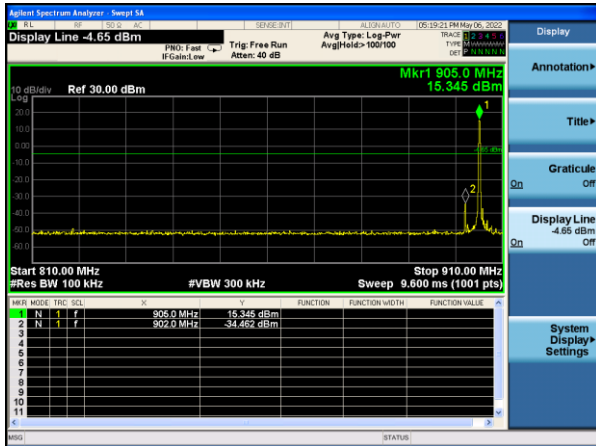 Agilent Spectrum Analyzer - Swept SA
RL RF 50 Ω AC SENSE:INT ALIGNAUTO 05:19:21 PM May 06, 2022
Display Line -4.65 dBm
PNO: Fast
IFGain:Low
Trig: Free Run
Atten: 40 dB
Avg Type: Log-Pwr
Avg|Hold:> 100/100
TRACE 1 2 3 4 5 6
TYPE M
DET P N N N N N
Mkr1 905.0 MHz
15.345 dBm
10 dB/div Ref 30.00 dBm
Log
20.0
10.0
0.00
-10.0
-20.0
-30.0
-40.0
-50.0
-60.0
1
-4.65 dBm
2
Start 810.00 MHz
Stop 910.00 MHz
#Res BW 100 kHz
#VBW 300 kHz
Sweep 9.600 ms (1001 pts)
MKR MODE TRC SCL X Y FUNCTION FUNCTION WIDTH FUNCTION VALUE
1 N 1 f 905.0 MHz 15.345 dBm
2 N 1 f 902.0 MHz -34.462 dBm
3
4
5
6
7
8
9
10
11
MSG
STATUS
Display
Annotation
Title
Graticule
On Off
Display Line
-4.65 dBm
On Off
System
Display
Settings